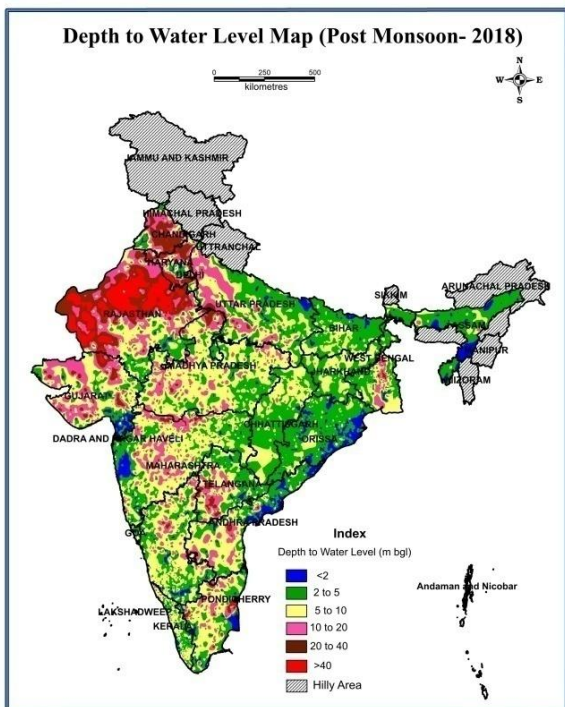 Depth to Water Level Map (Post Monsoon- 2018)
N
W E
S
0 250 500
kilometres
JAMMU AND KASHMIR
HIMACHAL PRADESH
CHANDIGARH
UTTRANCHAL
HARYANA
DELHI
ARUNACHAL PRADESH
SIKKIM
UTTAR PRADESH
RAJASTHAN
ASSAM
BIHAR
MANIPUR
WEST BENGAL
MADHYA PRADESH
JHARKHAND
MIZORAM
GUJARAT
CHHATTISGARH
DADRA AND NAGAR HAVELI
ORISSA
MAHARASHTRA
TELANGANA
ANDHRA PRADESH
GOA
Index
Depth to Water Level (m bgl)
<2
2 to 5
5 to 10
10 to 20
20 to 40
>40
Hilly Area
Andaman and Nicobar
PONDICHERRY
LAKSHADWEEP
KERALA